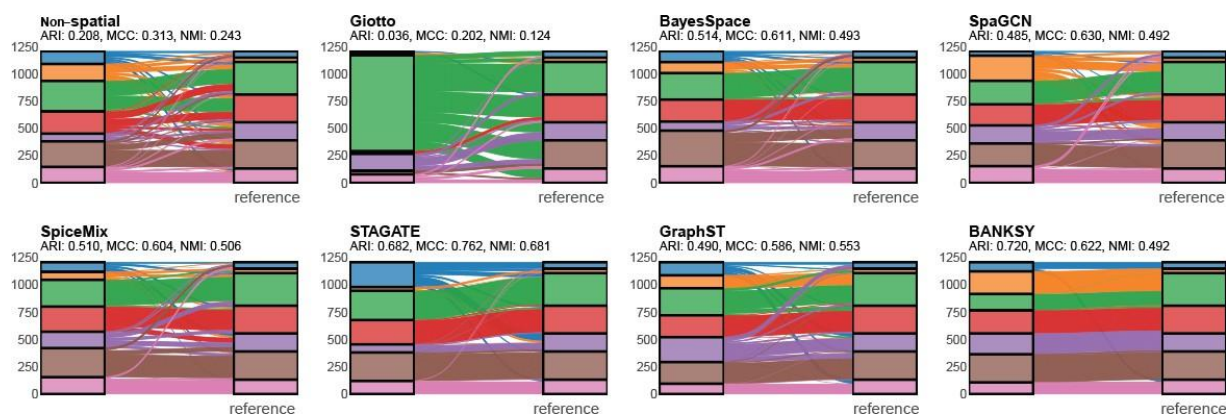 Non-spatial
ARI: 0.208, MCC: 0.313, NMI: 0.243
1250
1000
750
500
250
0
reference
Giotto
ARI: 0.036, MCC: 0.202, NMI: 0.124
1250
1000
750
500
250
0
reference
BayesSpace
ARI: 0.514, MCC: 0.611, NMI: 0.493
1250
1000
750
500
250
0
reference
SpaGCN
ARI: 0.485, MCC: 0.630, NMI: 0.492
1250
1000
750
500
250
0
reference
SpiceMix
ARI: 0.510, MCC: 0.604, NMI: 0.506
1250
1000
750
500
250
0
reference
STAGATE
ARI: 0.682, MCC: 0.762, NMI: 0.681
1250
1000
750
500
250
0
reference
GraphST
ARI: 0.490, MCC: 0.586, NMI: 0.553
1250
1000
750
500
250
0
reference
BANKSY
ARI: 0.720, MCC: 0.622, NMI: 0.492
1250
1000
750
500
250
0
reference